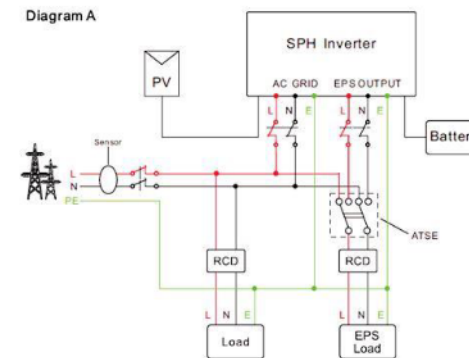 Diagram A
SPH Inverter
PV
AC GRID EPS OUTPUT
L N E L N E
Batter
Sensor
L
N
PE
ATSE
RCD RCD
L N E L N E
Load
EPS
Load